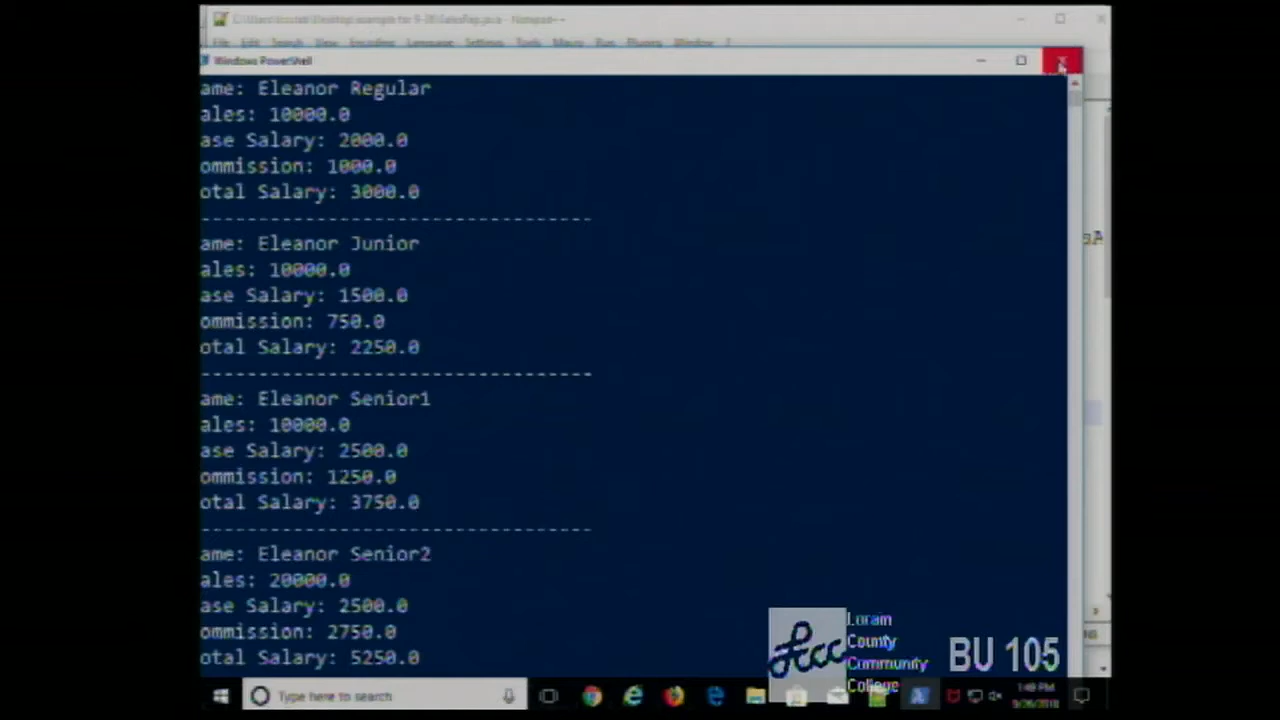 Windows PowerShell
ame: Eleanor Regular
ales: 10000.0
ase Salary: 2000.0
ommission: 1000.0
otal Salary: 3000.0
----------------------------------
ame: Eleanor Junior
ales: 10000.0
ase Salary: 1500.0
ommission: 750.0
otal Salary: 2250.0
----------------------------------
ame: Eleanor Senior1
ales: 10000.0
ase Salary: 2500.0
ommission: 1250.0
otal Salary: 3750.0
----------------------------------
ame: Eleanor Senior2
ales: 20000.0
ase Salary: 2500.0
ommission: 2750.0
otal Salary: 5250.0
lccc
Lorain
County
Community
College
BU 105
Type here to search